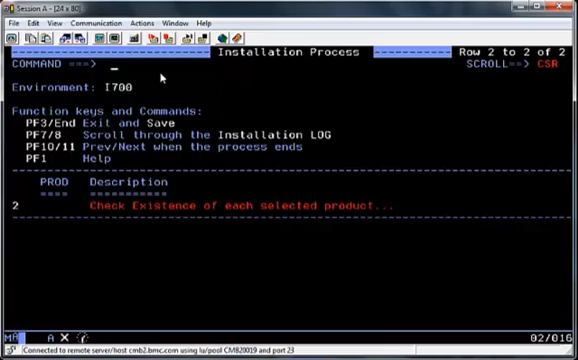 Session A - [24 x 80]
File Edit View Communication Actions Window Help
Installation Process Row 2 to 2 of 2
COMMAND ===> _ SCROLL==> CSR
Environment: I700
Function keys and Commands:
PF3/End Exit and Save
PF7/8 Scroll through the Installation LOG
PF10/11 Prev/Next when the process ends
PF1 Help
PROD Description
==== ===========
2 Check Existence of each selected product...
A X 02/016
Connected to remote server/host cmb2.bmc.com using lu/pool CMB20019 and port 23